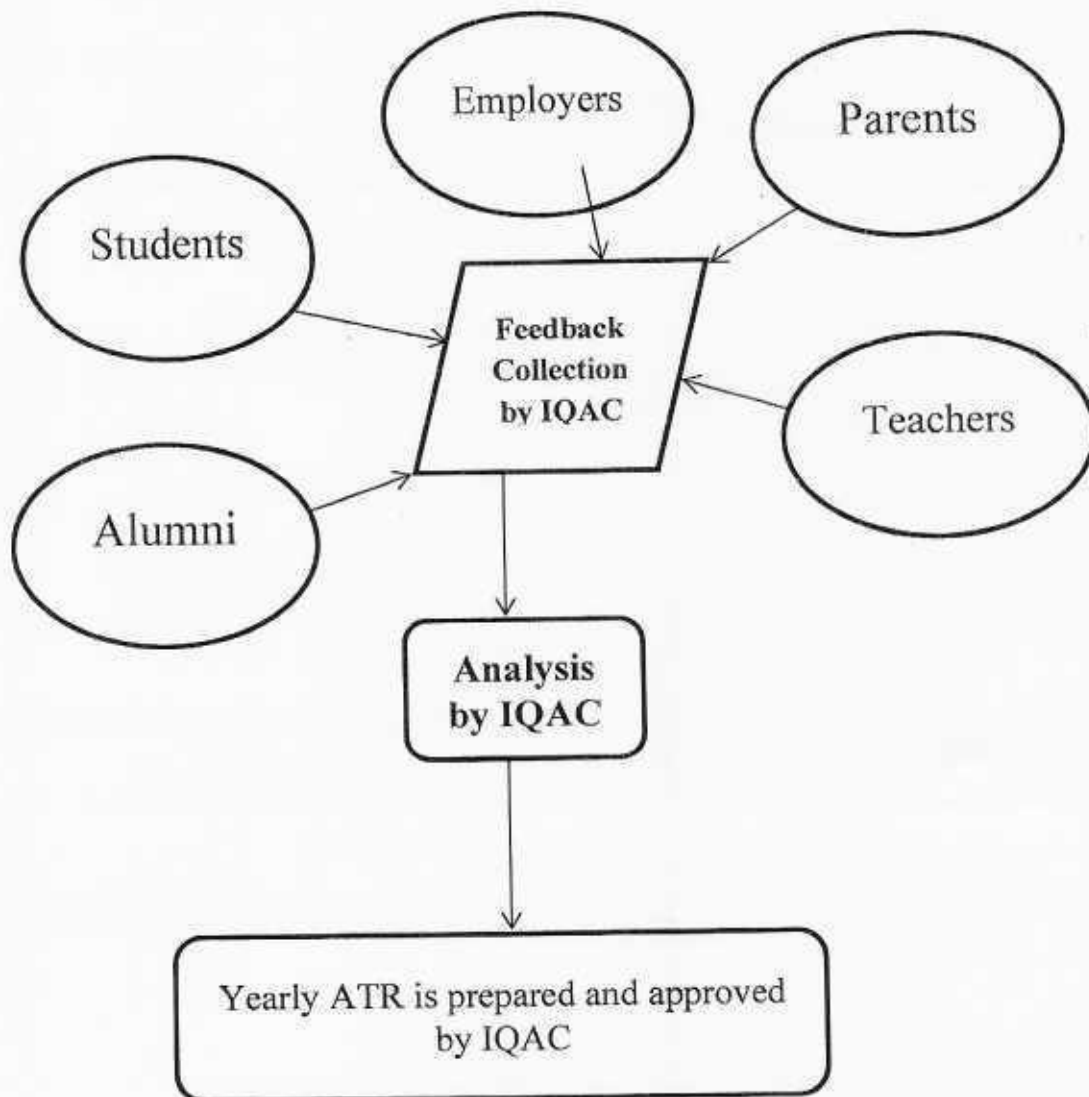 Employers
Parents
Students
Feedback
Collection
by IQAC
Teachers
Alumni
Analysis
by IQAC
Yearly ATR is prepared and approved
by IQAC